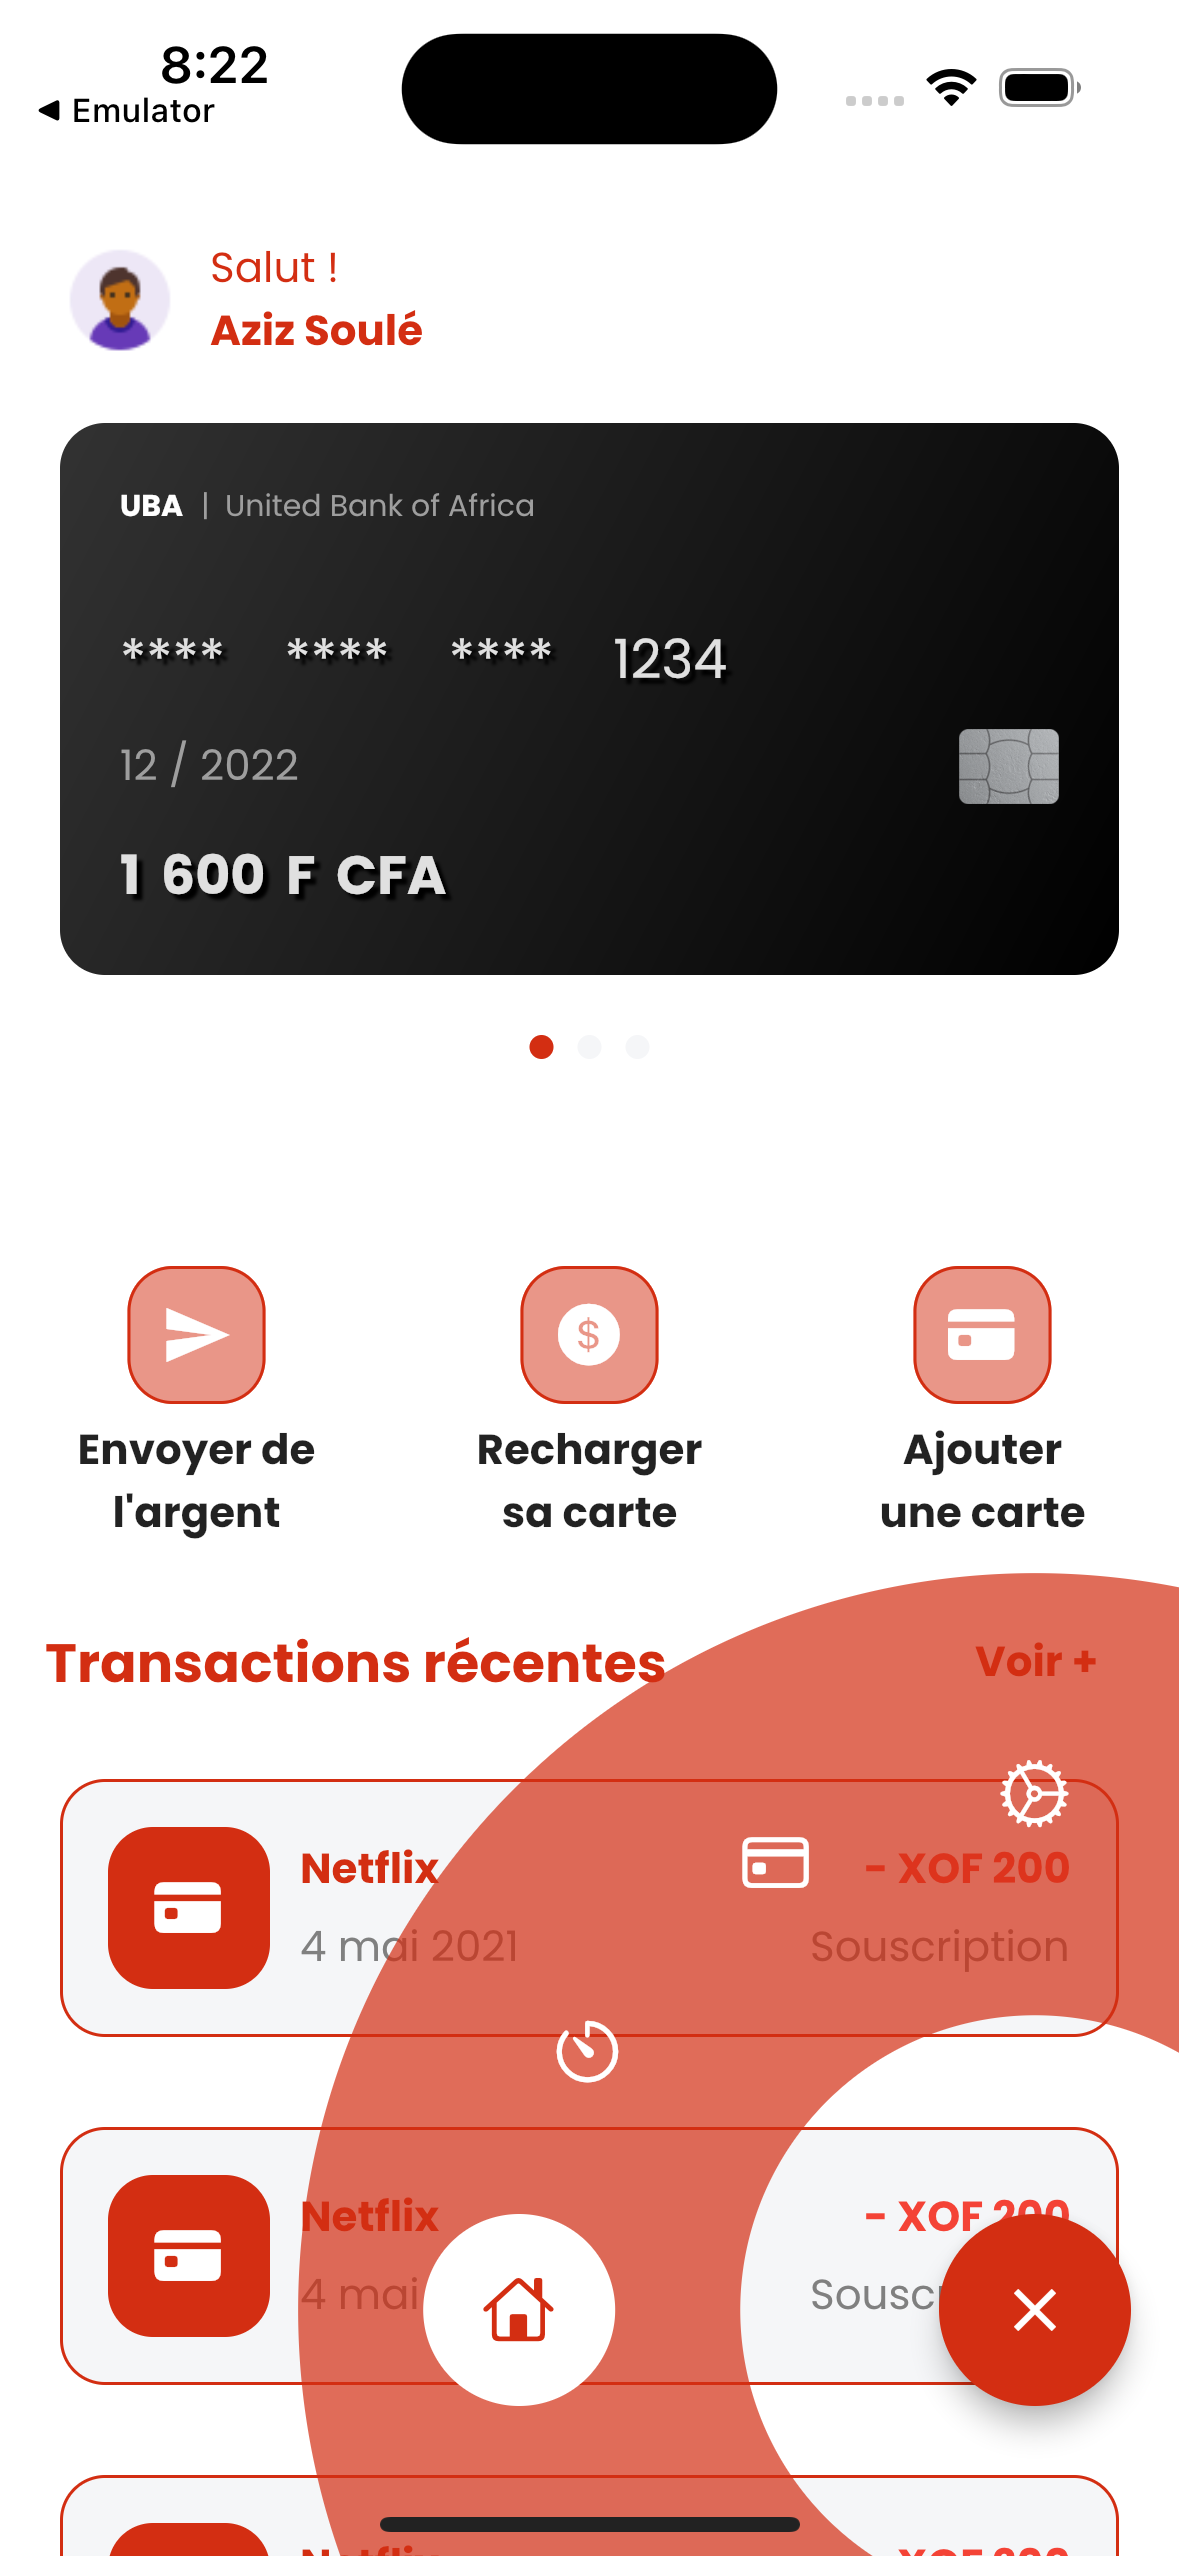 8:22
Emulator
Salut !
Aziz Soulé
UBA | United Bank of Africa
**** **** **** 1234
12 / 2022
1 600 F CFA
Envoyer de l'argent
Recharger sa carte
Ajouter une carte
Transactions récentes Voir +
Netflix - XOF 200
4 mai 2021 Souscription
Netflix - XOF 200
4 mai